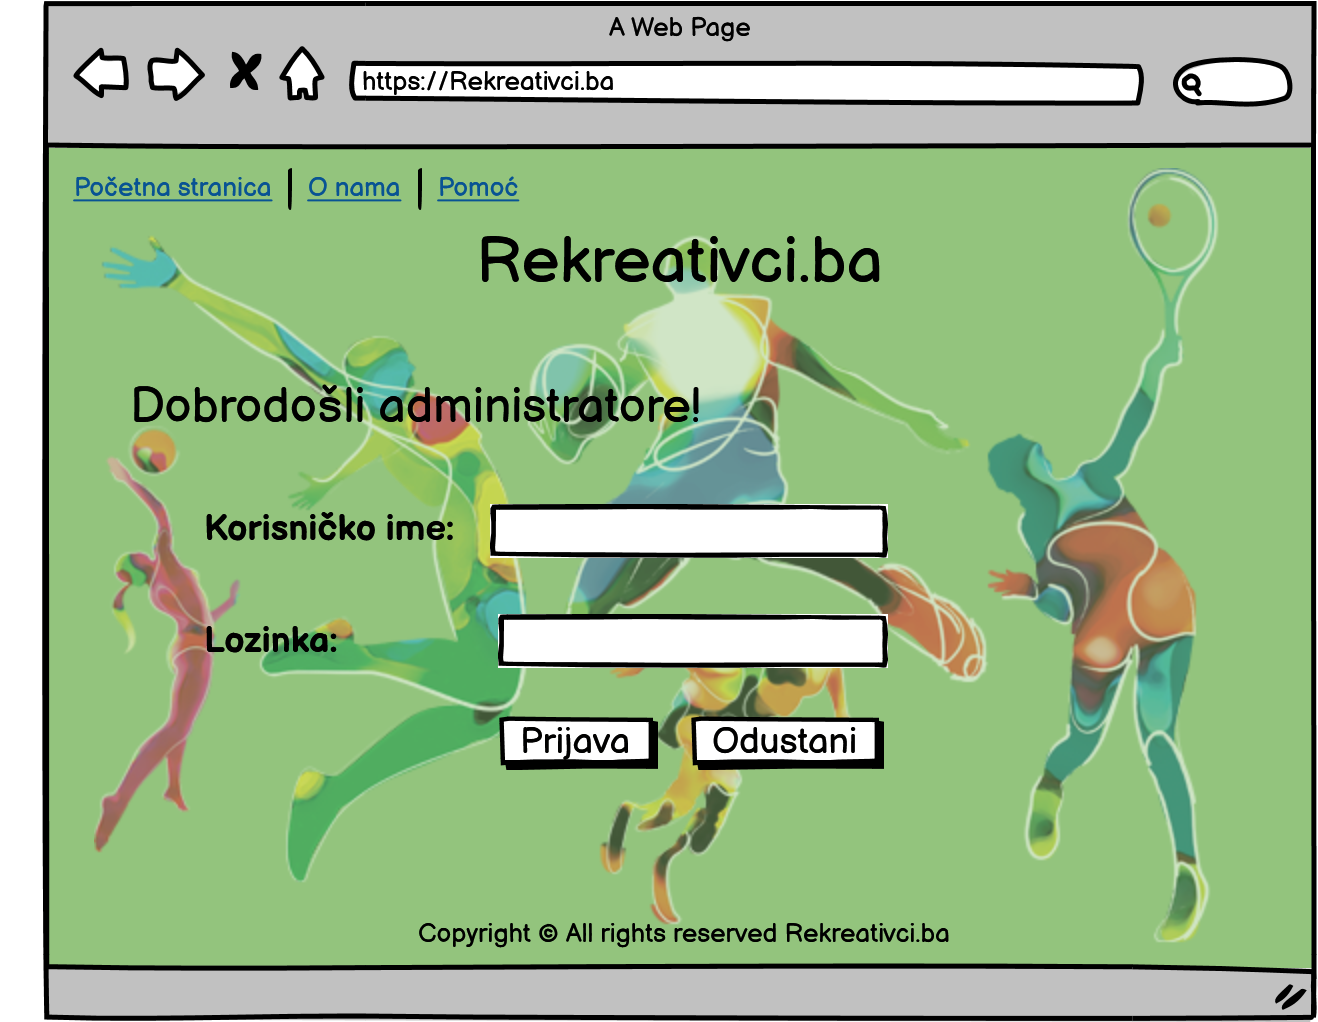 A Web Page
https://Rekreativci.ba
Početna stranica | O nama | Pomoć
Rekreativci.ba
Dobrodošli administratore!
Korisničko ime:
Lozinka:
Prijava Odustani
Copyright © All rights reserved Rekreativci.ba